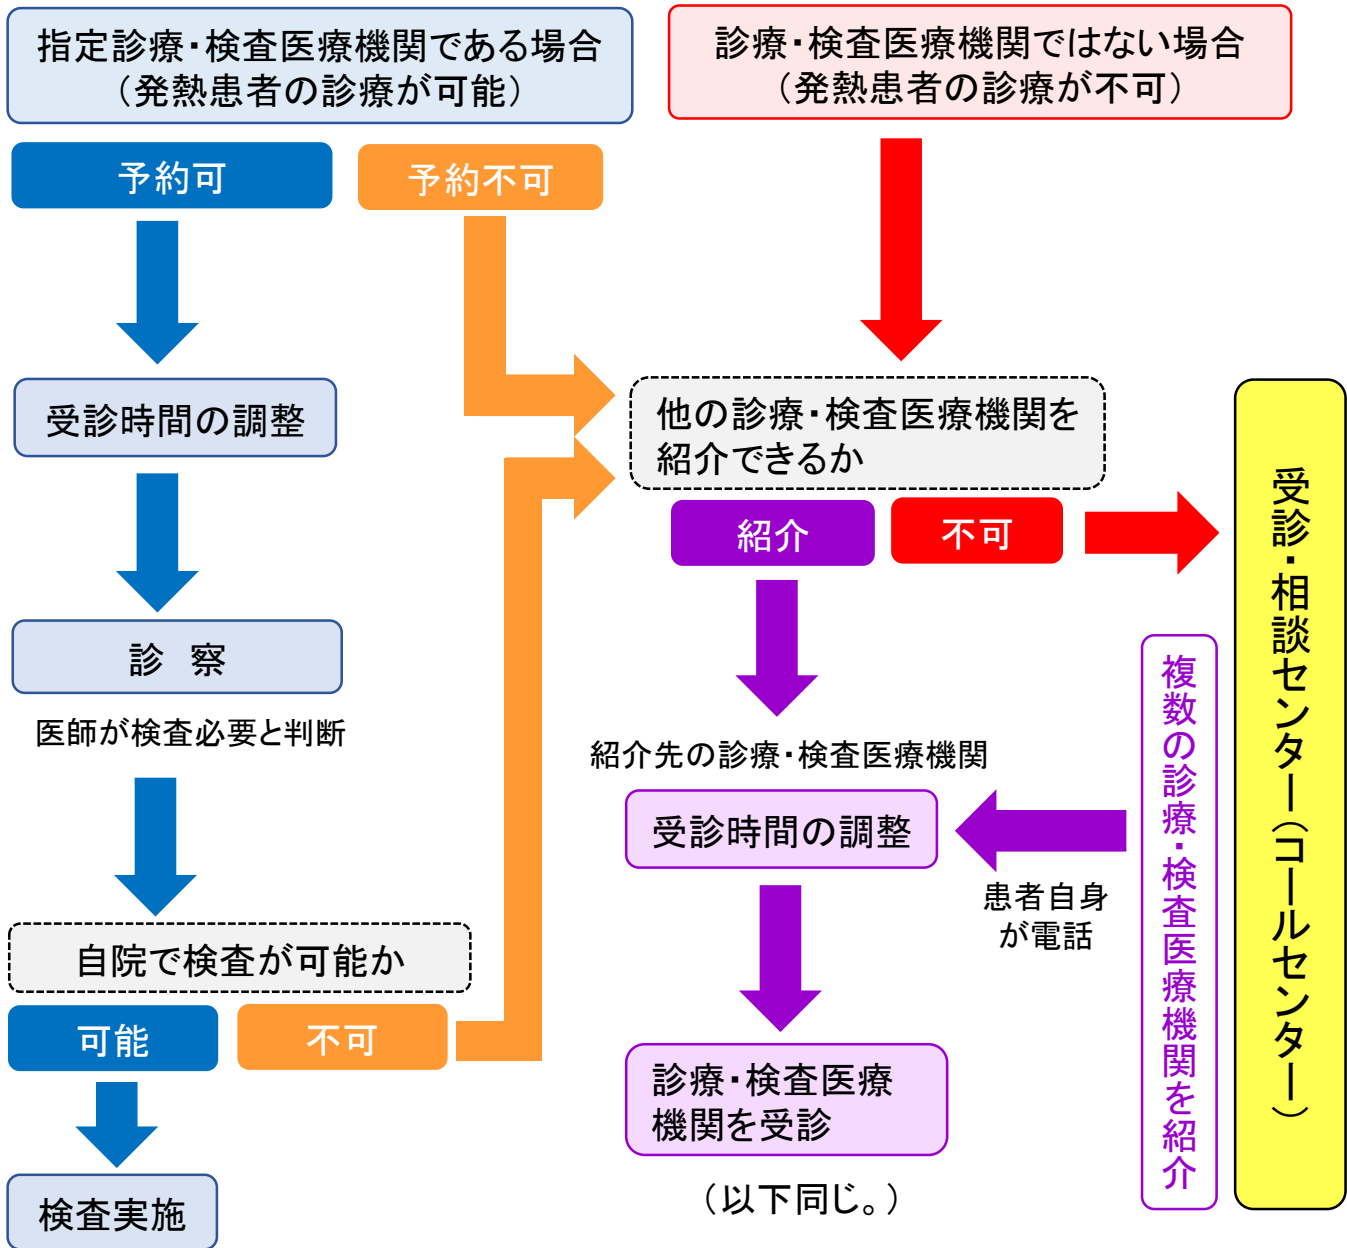 指定診療・検査医療機関である場合
（発熱患者の診療が可能）
診療・検査医療機関ではない場合
（発熱患者の診療が不可）
予約可
予約不可
受診時間の調整
他の診療・検査医療機関を
紹介できるか
紹介
不可
診　察
医師が検査必要と判断
紹介先の診療・検査医療機関
受診時間の調整
患者自身
が電話
複数の診療・検査医療機関を紹介
受診・相談センター（コールセンター）
自院で検査が可能か
可能
不可
診療・検査医療
機関を受診
（以下同じ。）
検査実施